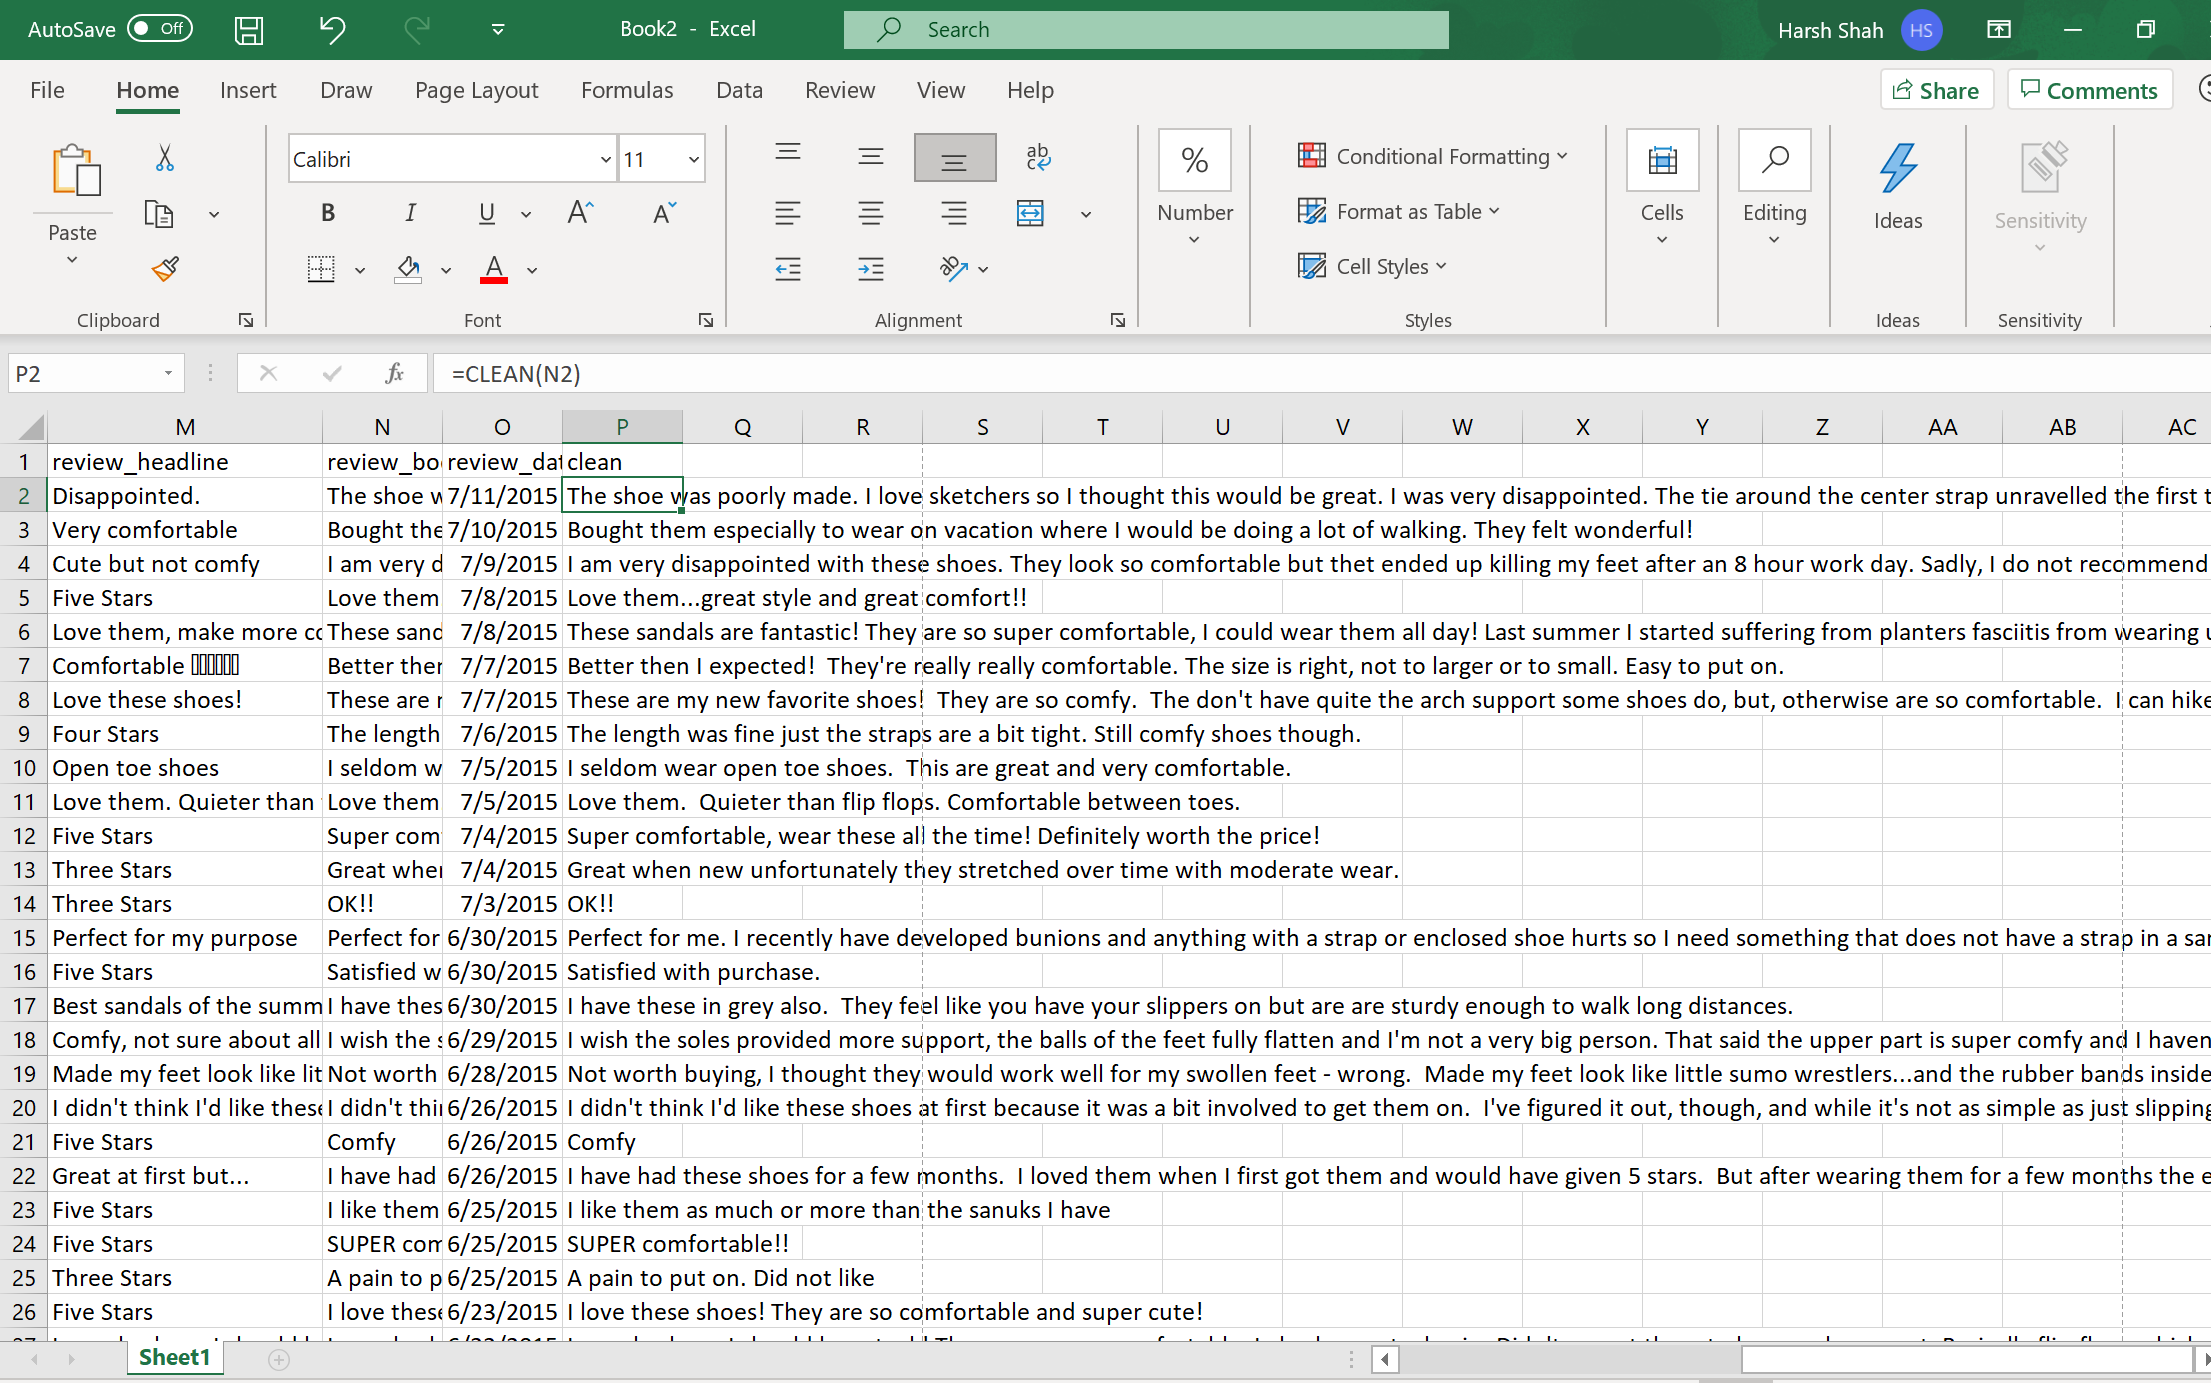 AutoSave Off Book2 - Excel Search Harsh Shah HS
File Home Insert Draw Page Layout Formulas Data Review View Help Share Comments
Calibri 11 ab c % Conditional Formatting
Paste B I U A A Number Format as Table Cells Editing Ideas Sensitivity
A ab Cell Styles
Clipboard Font Alignment Styles Ideas Sensitivity
P2 fx =CLEAN(N2)
M N O P Q R S T U V W X Y Z AA AB AC
1 review_headline review_bo review_dat clean
2 Disappointed. The shoe w 7/11/2015 The shoe was poorly made. I love sketchers so I thought this would be great. I was very disappointed. The tie around the center strap unravelled the first t
3 Very comfortable Bought the 7/10/2015 Bought them especially to wear on vacation where I would be doing a lot of walking. They felt wonderful!
4 Cute but not comfy I am very d 7/9/2015 I am very disappointed with these shoes. They look so comfortable but thet ended up killing my feet after an 8 hour work day. Sadly, I do not recommend
5 Five Stars Love them 7/8/2015 Love them...great style and great comfort!!
6 Love them, make more co These sand 7/8/2015 These sandals are fantastic! They are so super comfortable, I could wear them all day! Last summer I started suffering from planters fasciitis from wearing
7 Comfortable Better ther 7/7/2015 Better then I expected! They're really really comfortable. The size is right, not to larger or to small. Easy to put on.
8 Love these shoes! These are r 7/7/2015 These are my new favorite shoes! They are so comfy. The don't have quite the arch support some shoes do, but, otherwise are so comfortable. I can hike
9 Four Stars The length 7/6/2015 The length was fine just the straps are a bit tight. Still comfy shoes though.
10 Open toe shoes I seldom w 7/5/2015 I seldom wear open toe shoes. This are great and very comfortable.
11 Love them. Quieter than Love them 7/5/2015 Love them. Quieter than flip flops. Comfortable between toes.
12 Five Stars Super com 7/4/2015 Super comfortable, wear these all the time! Definitely worth the price!
13 Three Stars Great wher 7/4/2015 Great when new unfortunately they stretched over time with moderate wear.
14 Three Stars OK!! 7/3/2015 OK!!
15 Perfect for my purpose Perfect for 6/30/2015 Perfect for me. I recently have developed bunions and anything with a strap or enclosed shoe hurts so I need something that does not have a strap in a sar
16 Five Stars Satisfied w 6/30/2015 Satisfied with purchase.
17 Best sandals of the summ I have thes 6/30/2015 I have these in grey also. They feel like you have your slippers on but are are sturdy enough to walk long distances.
18 Comfy, not sure about all I wish the s 6/29/2015 I wish the soles provided more support, the balls of the feet fully flatten and I'm not a very big person. That said the upper part is super comfy and I haven
19 Made my feet look like lit Not worth 6/28/2015 Not worth buying, I thought they would work well for my swollen feet - wrong. Made my feet look like little sumo wrestlers...and the rubber bands inside
20 I didn't think I'd like these I didn't thi 6/26/2015 I didn't think I'd like these shoes at first because it was a bit involved to get them on. I've figured it out, though, and while it's not as simple as just slipping
21 Five Stars Comfy 6/26/2015 Comfy
22 Great at first but... I have had 6/26/2015 I have had these shoes for a few months. I loved them when I first got them and would have given 5 stars. But after wearing them for a few months the e
23 Five Stars I like them 6/25/2015 I like them as much or more than the sanuks I have
24 Five Stars SUPER com 6/25/2015 SUPER comfortable!!
25 Three Stars A pain to p 6/25/2015 A pain to put on. Did not like
26 Five Stars I love these 6/23/2015 I love these shoes! They are so comfortable and super cute!
Sheet1